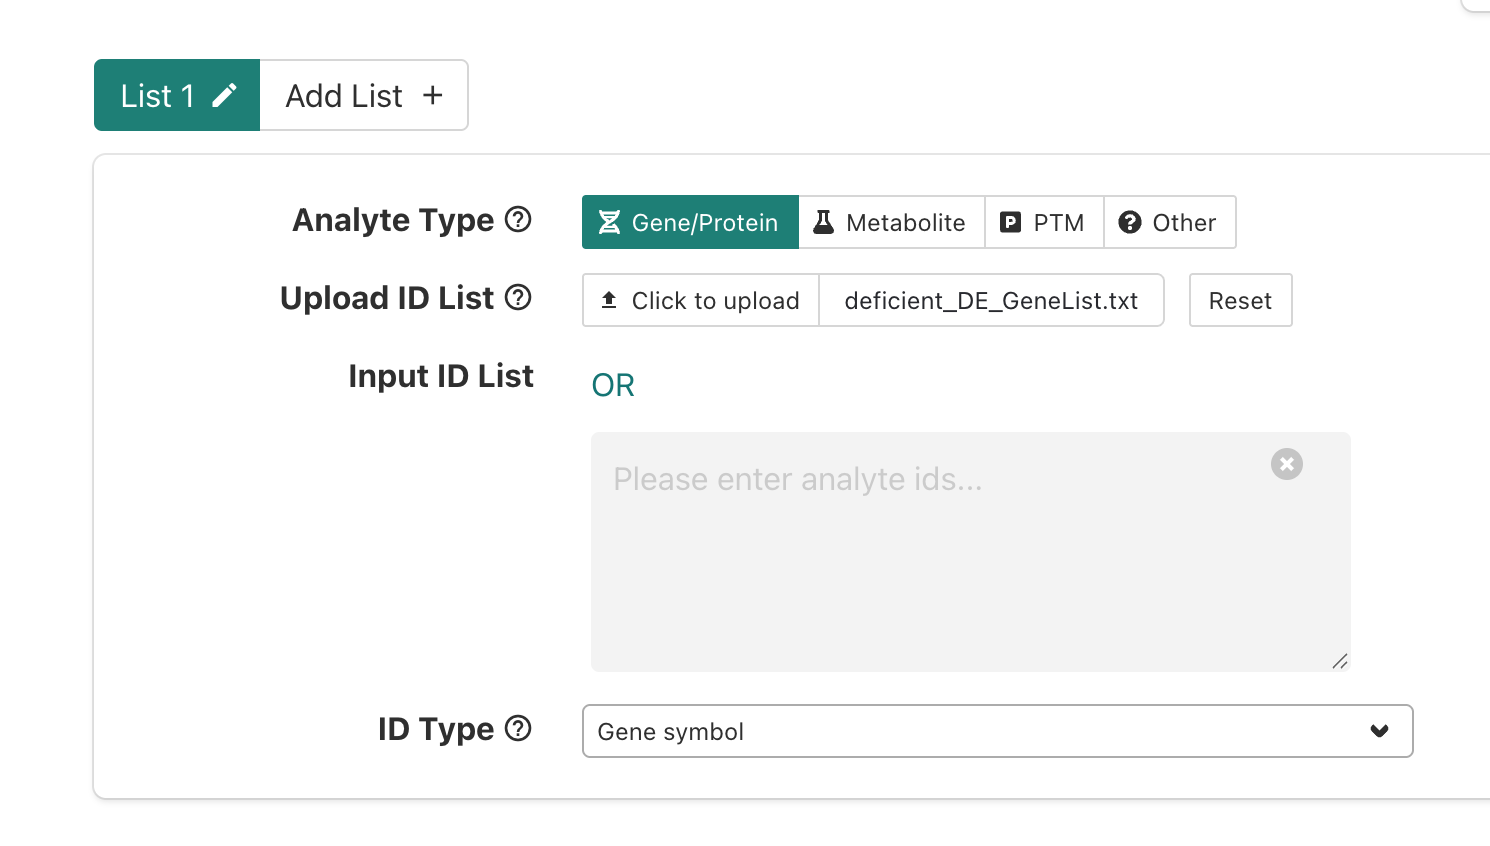 List 1
Add List +
Analyte Type
Gene/Protein
Metabolite
P PTM
Other
Upload ID List
Click to upload
deficient_DE_GeneList.txt
Reset
Input ID List
OR
Please enter analyte ids...
ID Type
Gene symbol